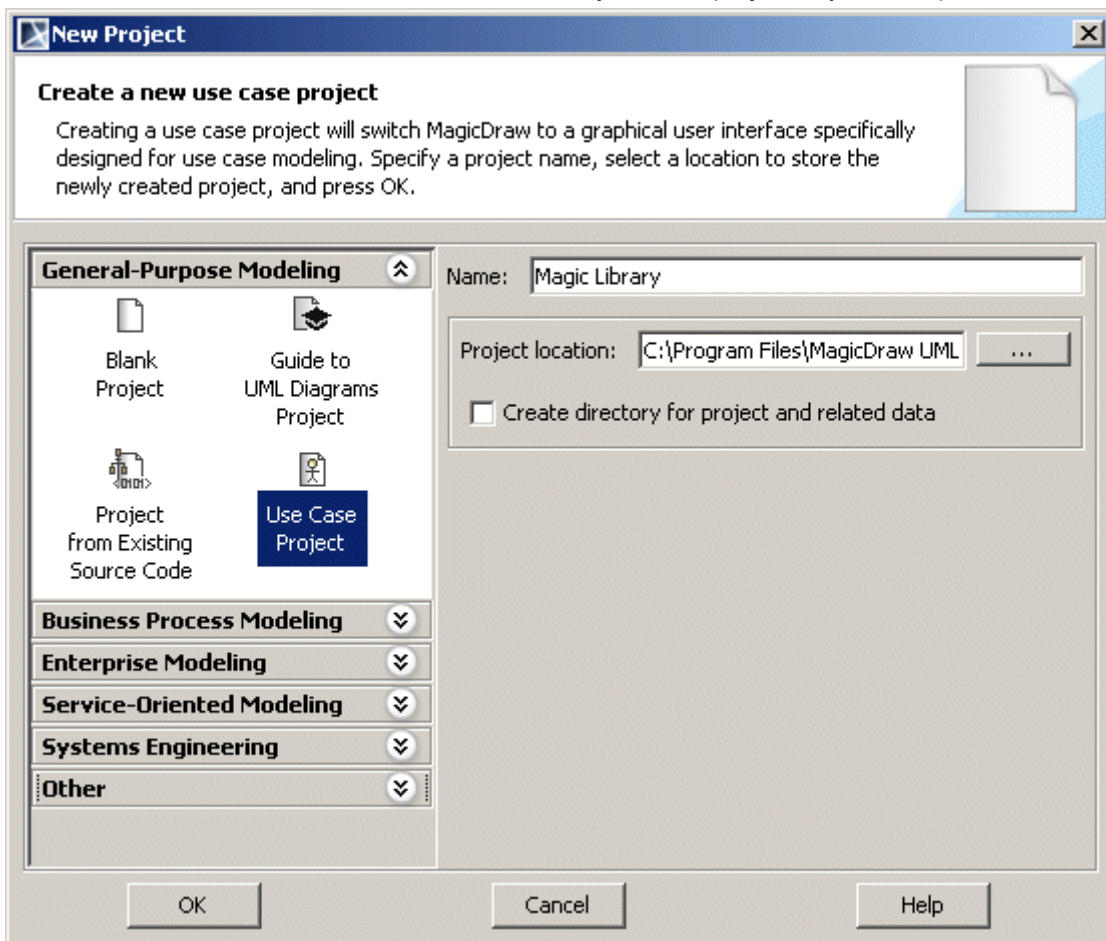 New Project
Create a new use case project
Creating a use case project will switch MagicDraw to a graphical user interface specifically
designed for use case modeling. Specify a project name, select a location to store the
newly created project, and press OK.
General-Purpose Modeling
Blank
Project
Guide to
UML Diagrams
Project
Project
from Existing
Source Code
Use Case
Project
Business Process Modeling
Enterprise Modeling
Service-Oriented Modeling
Systems Engineering
Other
Name: Magic Library
Project location: C:\Program Files\MagicDraw UML ...
Create directory for project and related data
OK Cancel Help